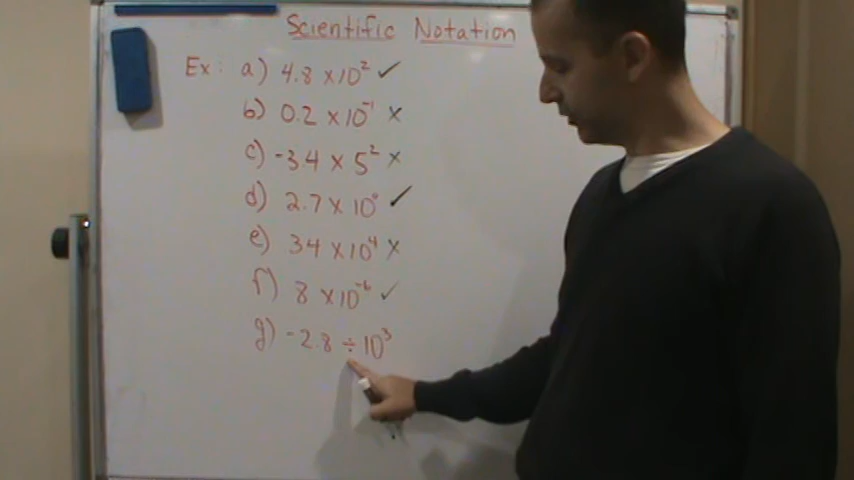 Scientific Notation
Ex: a) 4.8 x 10² ✓
b) 0.2 x 10⁻¹ x
c) -3.4 x 5² x
d) 2.7 x 10⁰ ✓
e) 34 x 10⁴ x
f) 8 x 10⁻⁶ ✓
g) -2.8 ÷ 10³